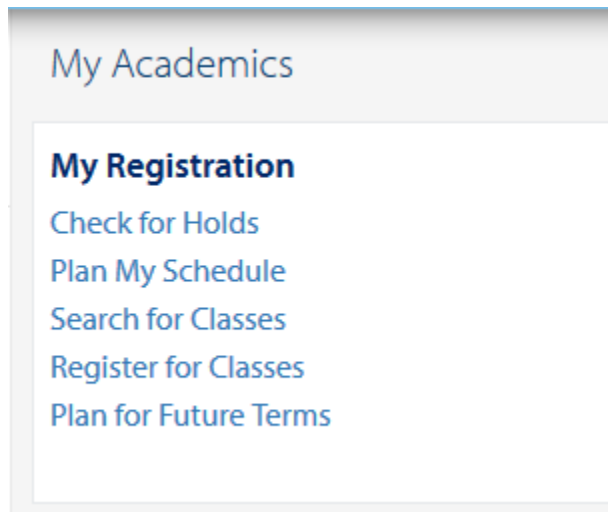 My Academics
My Registration
Check for Holds
Plan My Schedule
Search for Classes
Register for Classes
Plan for Future Terms